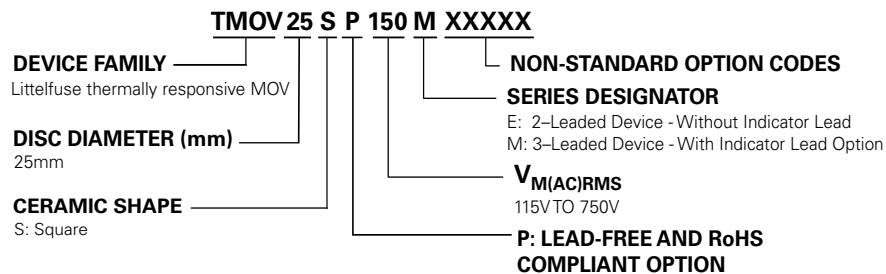 TMOV 25 S P 150 M XXXXX
DEVICE FAMILY
Littelfuse thermally responsive MOV
DISC DIAMETER (mm)
25mm
CERAMIC SHAPE
S: Square
NON-STANDARD OPTION CODES
SERIES DESIGNATOR
E: 2–Leaded Device - Without Indicator Lead
M: 3–Leaded Device - With Indicator Lead Option
VM(AC)RMS
115V TO 750V
P: LEAD-FREE AND RoHS
COMPLIANT OPTION